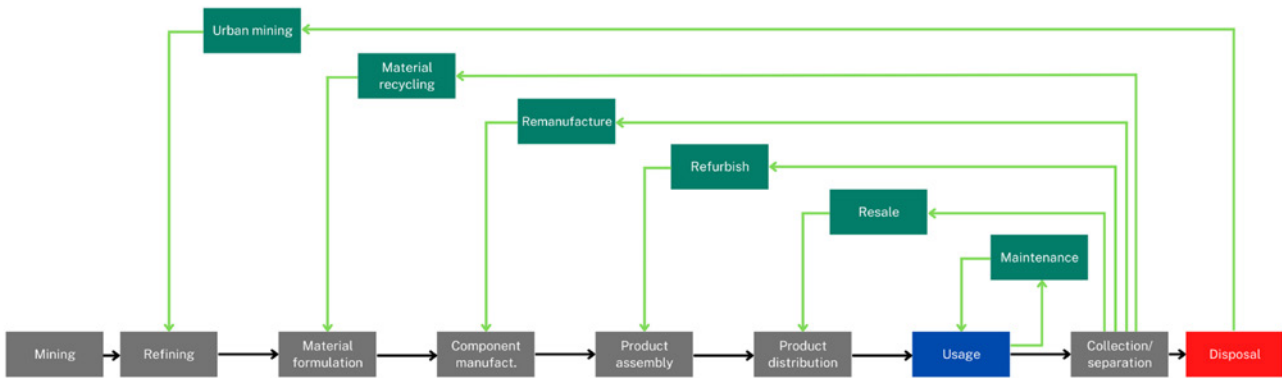 Urban mining
Material
recycling
Remanufacture
Refurbish
Resale
Maintenance
Mining
Refining
Material
formulation
Component
manufact.
Product
assembly
Product
distribution
Usage
Collection/
separation
Disposal